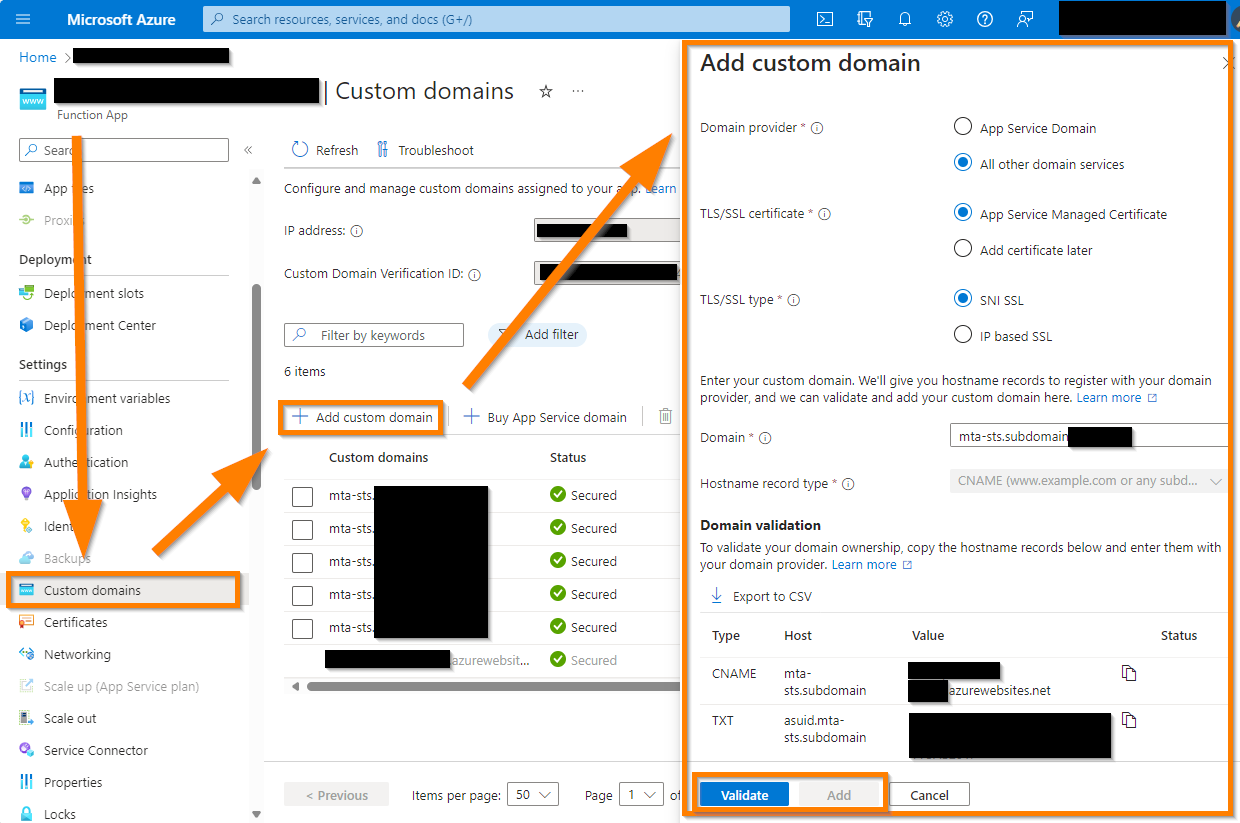 Microsoft Azure
Search resources, services, and docs (G+/)
Home
| Custom domains
Function App
Search
App files
Proxies
Deployment
Deployment slots
Deployment Center
Settings
Environment variables
Configuration
Authentication
Application Insights
Identity
Backups
Custom domains
Certificates
Networking
Scale up (App Service plan)
Scale out
Service Connector
Properties
Locks
Refresh
Troubleshoot
Configure and manage custom domains assigned to your app. Learn
IP address:
Custom Domain Verification ID:
Filter by keywords
Add filter
6 items
Add custom domain
Buy App Service domain
Custom domains Status
mta-sts. Secured
mta-sts. Secured
mta-sts. Secured
mta-sts. Secured
mta-sts. Secured
azurewebsit... Secured
< Previous
Items per page: 50
Page 1 of
Add custom domain
Domain provider *
App Service Domain
All other domain services
TLS/SSL certificate *
App Service Managed Certificate
Add certificate later
TLS/SSL type *
SNI SSL
IP based SSL
Enter your custom domain. We'll give you hostname records to register with your domain
provider, and we can validate and add your custom domain here. Learn more
Domain *
mta-sts.subdomain
Hostname record type *
CNAME (www.example.com or any subd...
Domain validation
To validate your domain ownership, copy the hostname records below and enter them with
your domain provider. Learn more
Export to CSV
Type Host Value Status
CNAME mta-
sts.subdomain azurewebsites.net
TXT asuid.mta-
sts.subdomain
Validate
Add
Cancel